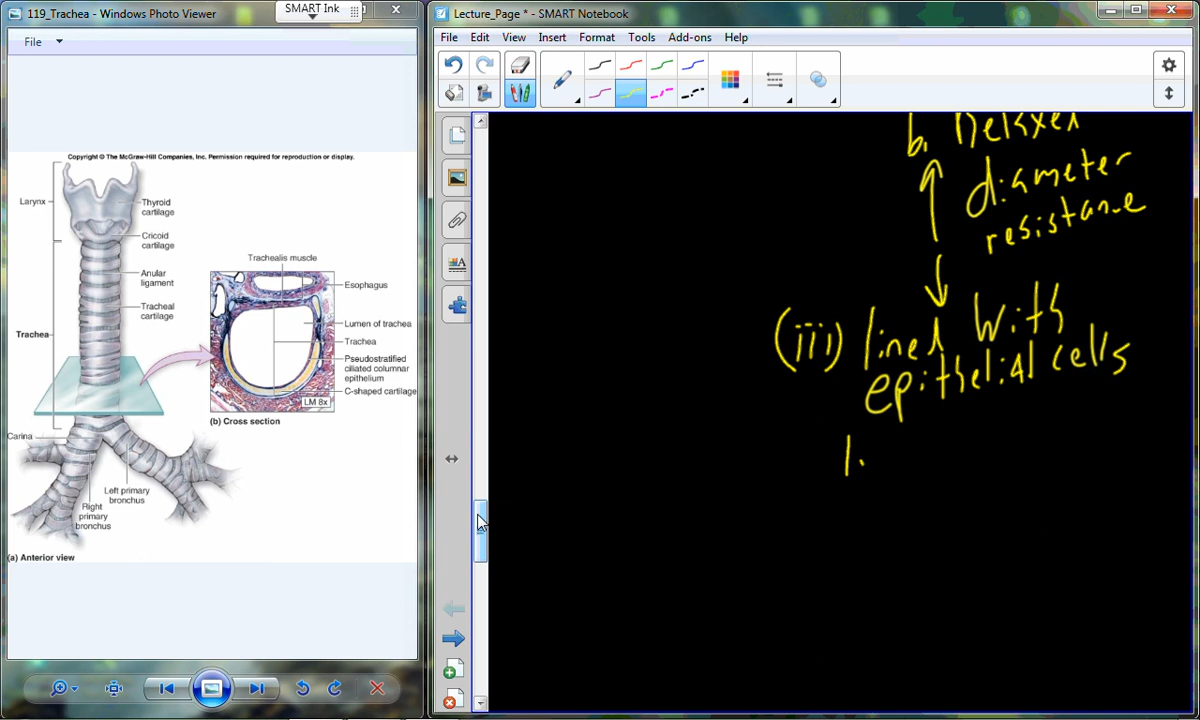 119_Trachea - Windows Photo Viewer
SMART Ink
File
Copyright © The McGraw-Hill Companies, Inc. Permission required for reproduction or display.
Larynx
Thyroid
cartilage
Cricoid
cartilage
Anular
ligament
Tracheal
cartilage
Trachea
Carina
Left primary
bronchus
Right
primary
bronchus
(a) Anterior view
Trachealis muscle
Esophagus
Lumen of trachea
Trachea
Pseudostratified
ciliated columnar
epithelium
C-shaped cartilage
LM 8x
(b) Cross section
Lecture_Page * - SMART Notebook
File Edit View Insert Format Tools Add-ons Help
b. Relaxed
diameter
resistance
(iii) lined with
epithelial cells
1.